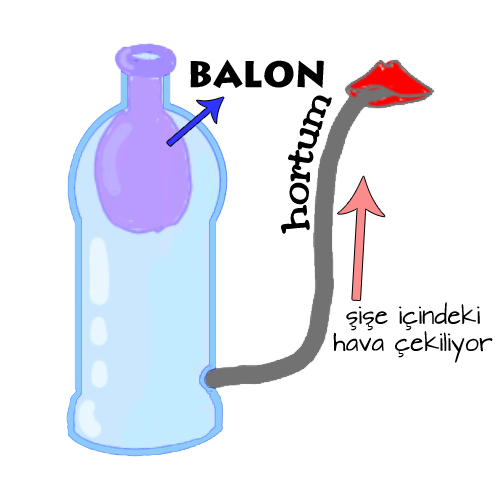 BALON
hortum
şişe içindeki
hava çekiliyor